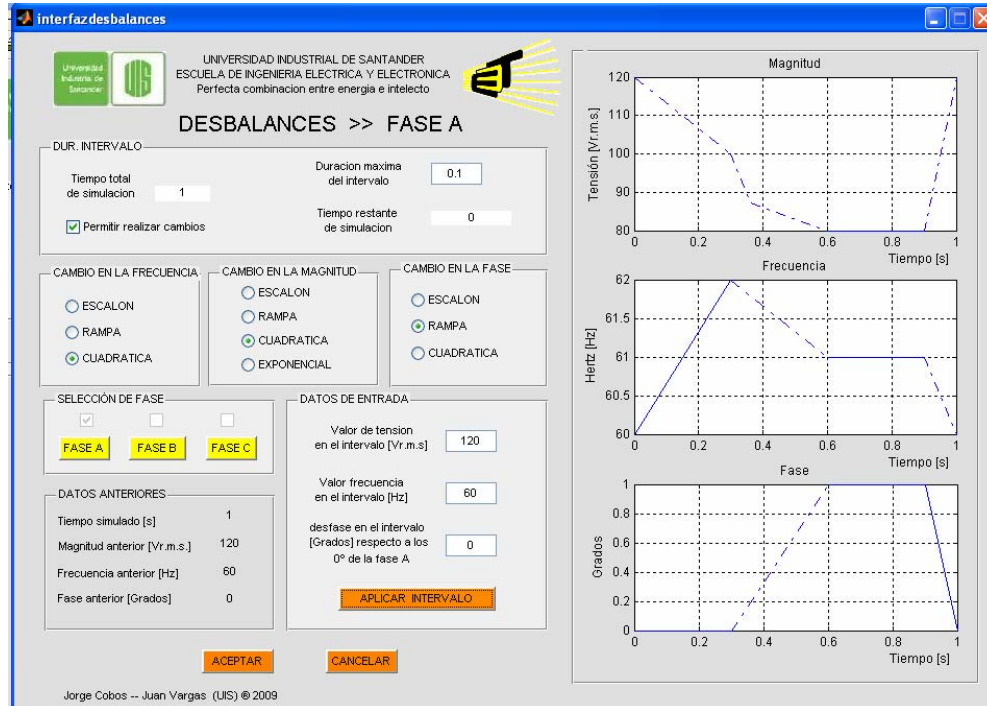 interfazdesbalances
Universidad
Industrial de
Santander
UIS
UNIVERSIDAD INDUSTRIAL DE SANTANDER
ESCUELA DE INGENIERIA ELECTRICA Y ELECTRONICA
Perfecta combinacion entre energia e intelecto
DESBALANCES >> FASE A
DUR. INTERVALO
Tiempo total
de simulacion
1
Permitir realizar cambios
Duracion maxima
del intervalo
0.1
Tiempo restante
de simulacion
0
CAMBIO EN LA FRECUENCIA
ESCALON
RAMPA
CUADRATICA
CAMBIO EN LA MAGNITUD
ESCALON
RAMPA
CUADRATICA
EXPONENCIAL
CAMBIO EN LA FASE
ESCALON
RAMPA
CUADRATICA
SELECCIÓN DE FASE
FASE A
FASE B
FASE C
DATOS ANTERIORES
Tiempo simulado [s] 1
Magnitud anterior [Vr.m.s.] 120
Frecuencia anterior [Hz] 60
Fase anterior [Grados] 0
DATOS DE ENTRADA
Valor de tension
en el intervalo [Vr.m.s]
120
Valor frecuencia
en el intervalo [Hz]
60
desfase en el intervalo
[Grados] respecto a los
0º de la fase A
0
APLICAR INTERVALO
ACEPTAR
CANCELAR
Jorge Cobos -- Juan Vargas (UIS) ® 2009
Magnitud
Tensión [Vr.m.s]
120
110
100
90
80
0 0.2 0.4 0.6 0.8 1
Tiempo [s]
Frecuencia
Hertz [Hz]
62
61.5
61
60.5
60
0 0.2 0.4 0.6 0.8 1
Tiempo [s]
Fase
Grados
1
0.8
0.6
0.4
0.2
0
0 0.2 0.4 0.6 0.8 1
Tiempo [s]